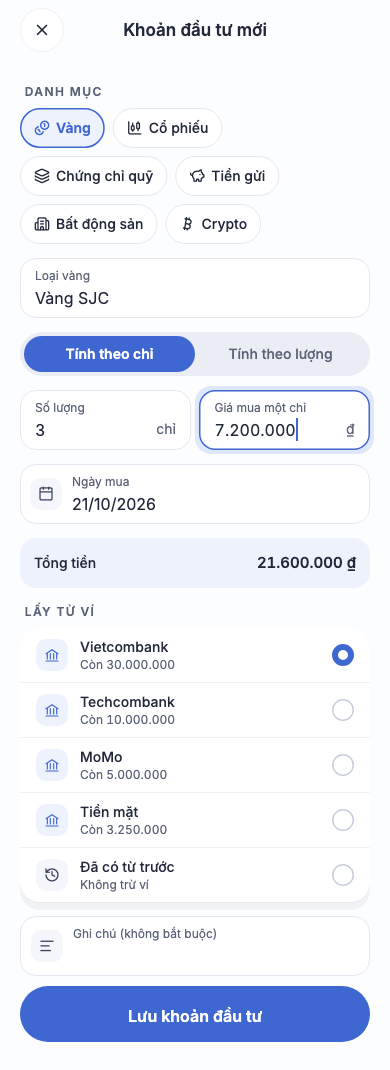 Khoản đầu tư mới
DANH MỤC
Vàng
Cổ phiếu
Chứng chỉ quỹ
Tiền gửi
Bất động sản
Crypto
Loại vàng
Vàng SJC
Tính theo chỉ
Tính theo lượng
Số lượng
3 chỉ
Giá mua một chỉ
7.200.000 ₫
Ngày mua
21/10/2026
Tổng tiền 21.600.000 ₫
LẤY TỪ VÍ
Vietcombank
Còn 30.000.000
Techcombank
Còn 10.000.000
MoMo
Còn 5.000.000
Tiền mặt
Còn 3.250.000
Đã có từ trước
Không trừ ví
Ghi chú (không bắt buộc)
Lưu khoản đầu tư